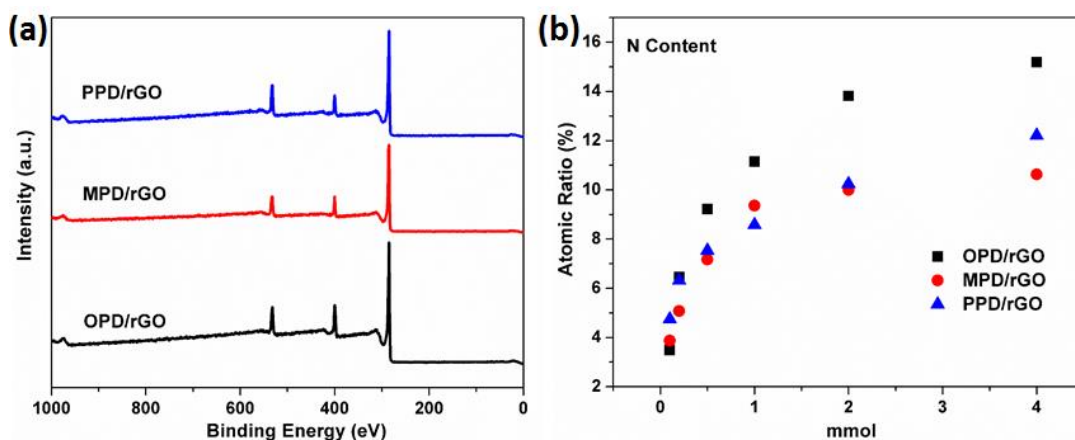 (a)
PPD/rGO
MPD/rGO
OPD/rGO
Intensity (a.u.)
1000 800 600 400 200 0
Binding Energy (eV)
(b)
N Content
16
14
12
10
8
6
4
2
Atomic Ratio (%)
OPD/rGO
MPD/rGO
PPD/rGO
0 1 2 3 4
mmol